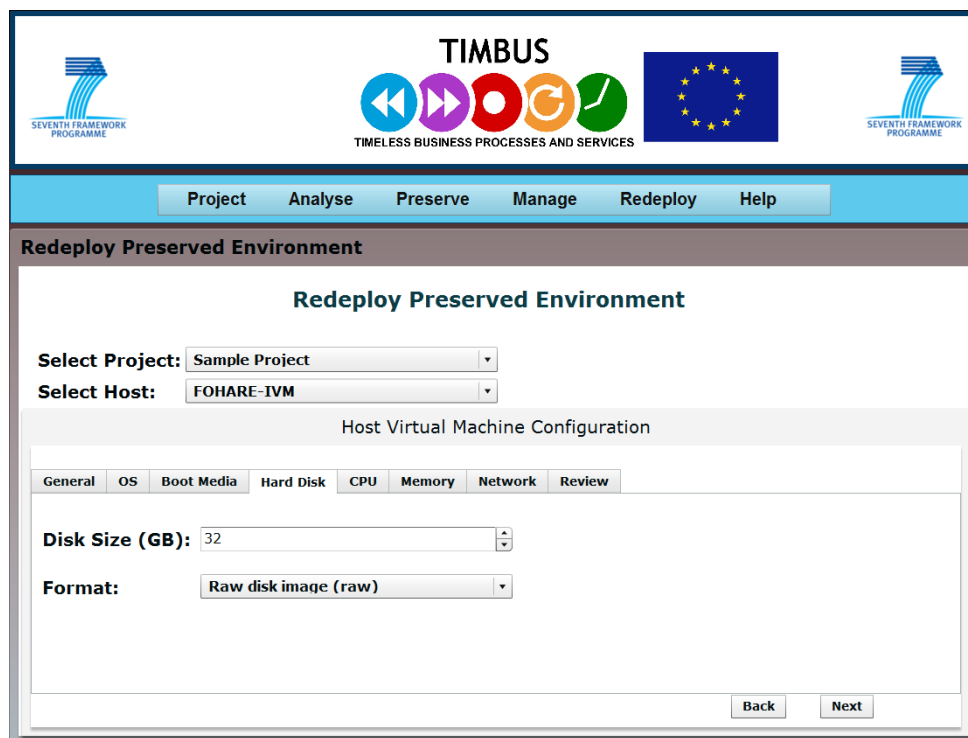 TIMBUS
SEVENTH FRAMEWORK
PROGRAMME
TIMELESS BUSINESS PROCESSES AND SERVICES
SEVENTH FRAMEWORK
PROGRAMME
Project Analyse Preserve Manage Redeploy Help
Redeploy Preserved Environment
Redeploy Preserved Environment
Select Project: Sample Project
Select Host: FOHARE-IVM
Host Virtual Machine Configuration
General OS Boot Media Hard Disk CPU Memory Network Review
Disk Size (GB): 32
Format: Raw disk image (raw)
Back Next